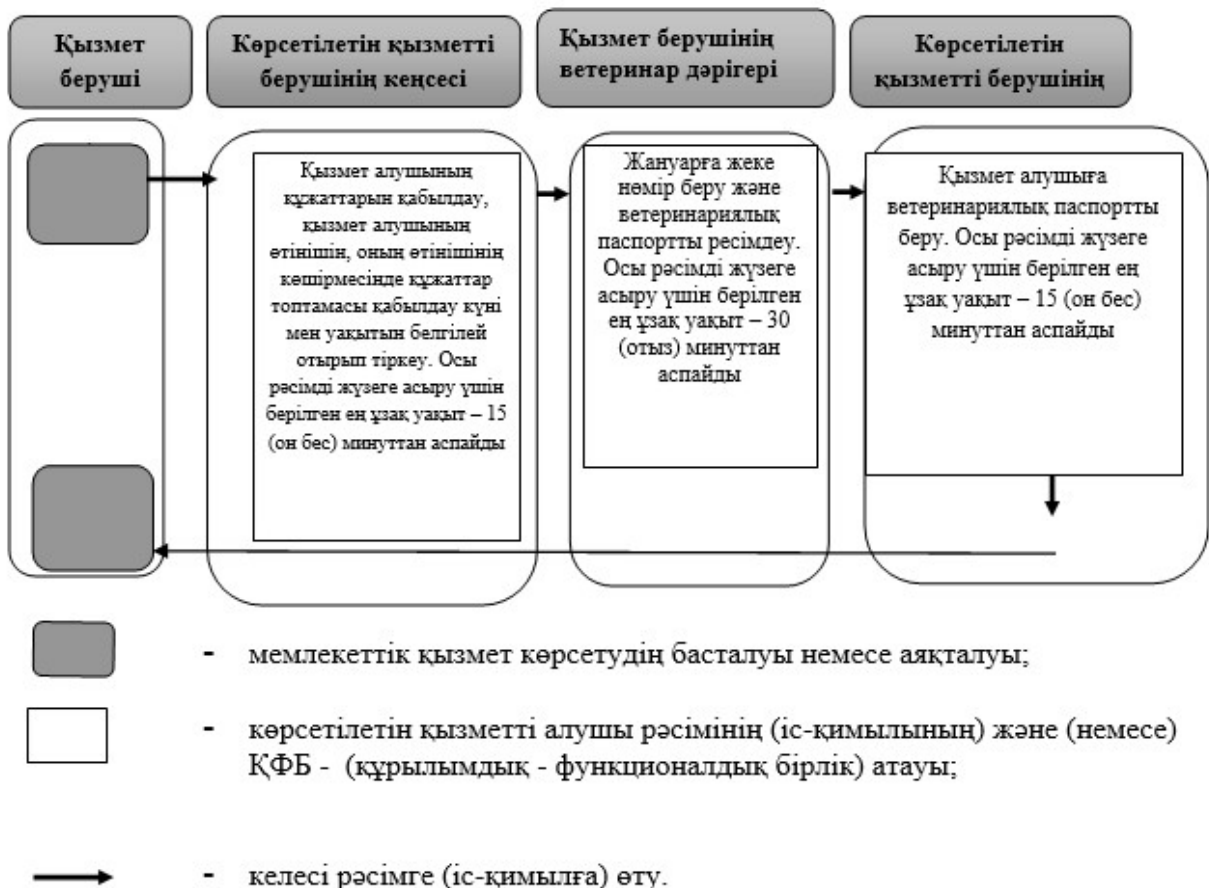 Қызмет
беруші
Көрсетілетін қызметті
берушінің кеңсесі
Қызмет берушінің
ветеринар дәрігері
Көрсетілетін
қызметті берушінің
Қызмет алушының
құжаттарын қабылдау,
қызмет алушының
өтінішін, оның өтінішінің
көшірмесінде құжаттар
топтамасы қабылдау күні
мен уақытын белгілей
отырып тіркеу. Осы
рәсімді жүзеге асыру үшін
берілген ең ұзақ уақыт – 15
(он бес) минуттан аспайды
Жануарға жеке
нөмір беру және
ветеринариялық
паспортты ресімдеу.
Осы рәсімді жүзеге
асыру үшін берілген
ең ұзақ уақыт – 30
(отыз) минуттан
аспайды
Қызмет алушыға
ветеринариялық паспортты
беру. Осы рәсімді жүзеге
асыру үшін берілген ең
ұзақ уақыт – 15 (он бес)
минуттан аспайды
- мемлекеттік қызмет көрсетудің басталуы немесе аяқталуы;
- көрсетілетін қызметті алушы рәсімінің (іс-қимылының) және (немесе)
ҚФБ - (құрылымдық - функционалдық бірлік) атауы;
- келесі рәсімге (іс-қимылға) өту.